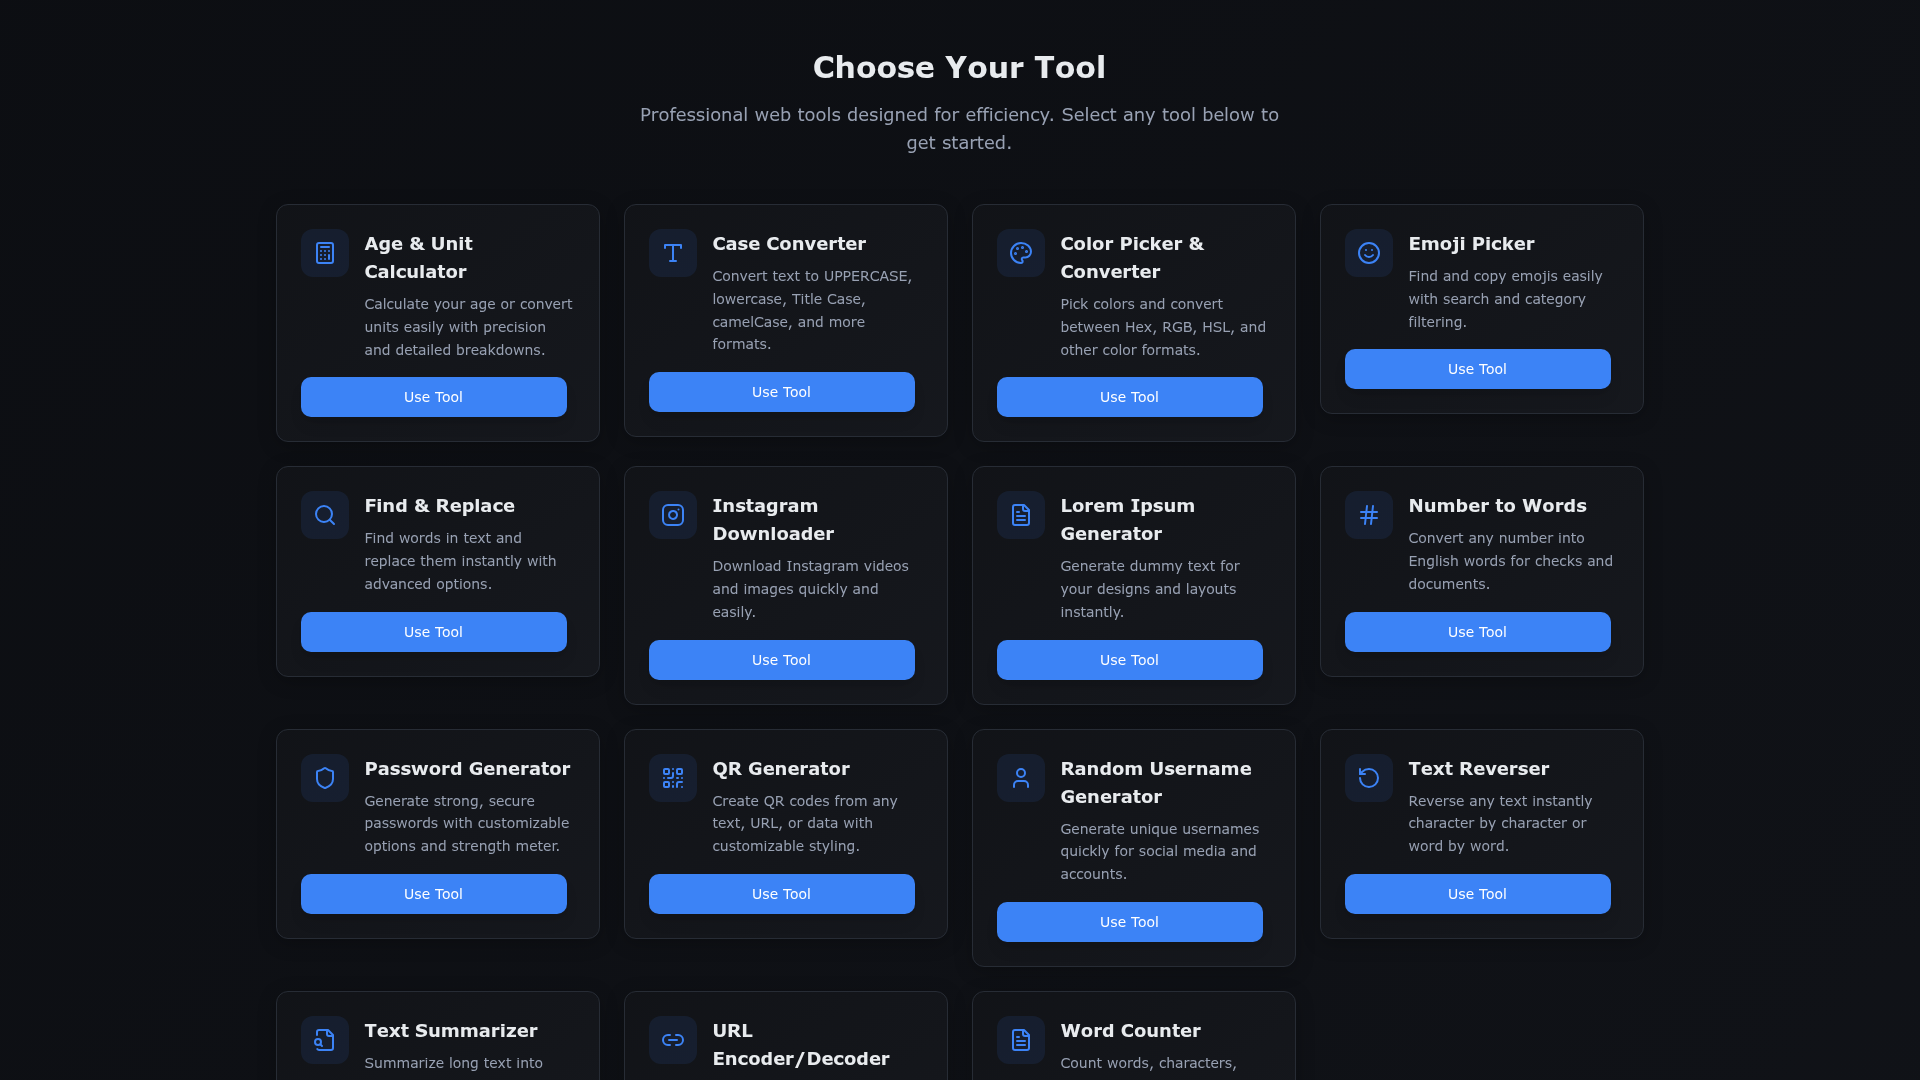 Choose Your Tool
Professional web tools designed for efficiency. Select any tool below to
get started.
Age & Unit
Calculator
Calculate your age or convert
units easily with precision
and detailed breakdowns.
Use Tool
Case Converter
Convert text to UPPERCASE,
lowercase, Title Case,
camelCase, and more
formats.
Use Tool
Color Picker &
Converter
Pick colors and convert
between Hex, RGB, HSL, and
other color formats.
Use Tool
Emoji Picker
Find and copy emojis easily
with search and category
filtering.
Use Tool
Find & Replace
Find words in text and
replace them instantly with
advanced options.
Use Tool
Instagram
Downloader
Download Instagram videos
and images quickly and
easily.
Use Tool
Lorem Ipsum
Generator
Generate dummy text for
your designs and layouts
instantly.
Use Tool
Number to Words
Convert any number into
English words for checks and
documents.
Use Tool
Password Generator
Generate strong, secure
passwords with customizable
options and strength meter.
Use Tool
QR Generator
Create QR codes from any
text, URL, or data with
customizable styling.
Use Tool
Random Username
Generator
Generate unique usernames
quickly for social media and
accounts.
Use Tool
Text Reverser
Reverse any text instantly
character by character or
word by word.
Use Tool
Text Summarizer
Summarize long text into
URL
Encoder/Decoder
Word Counter
Count words, characters,